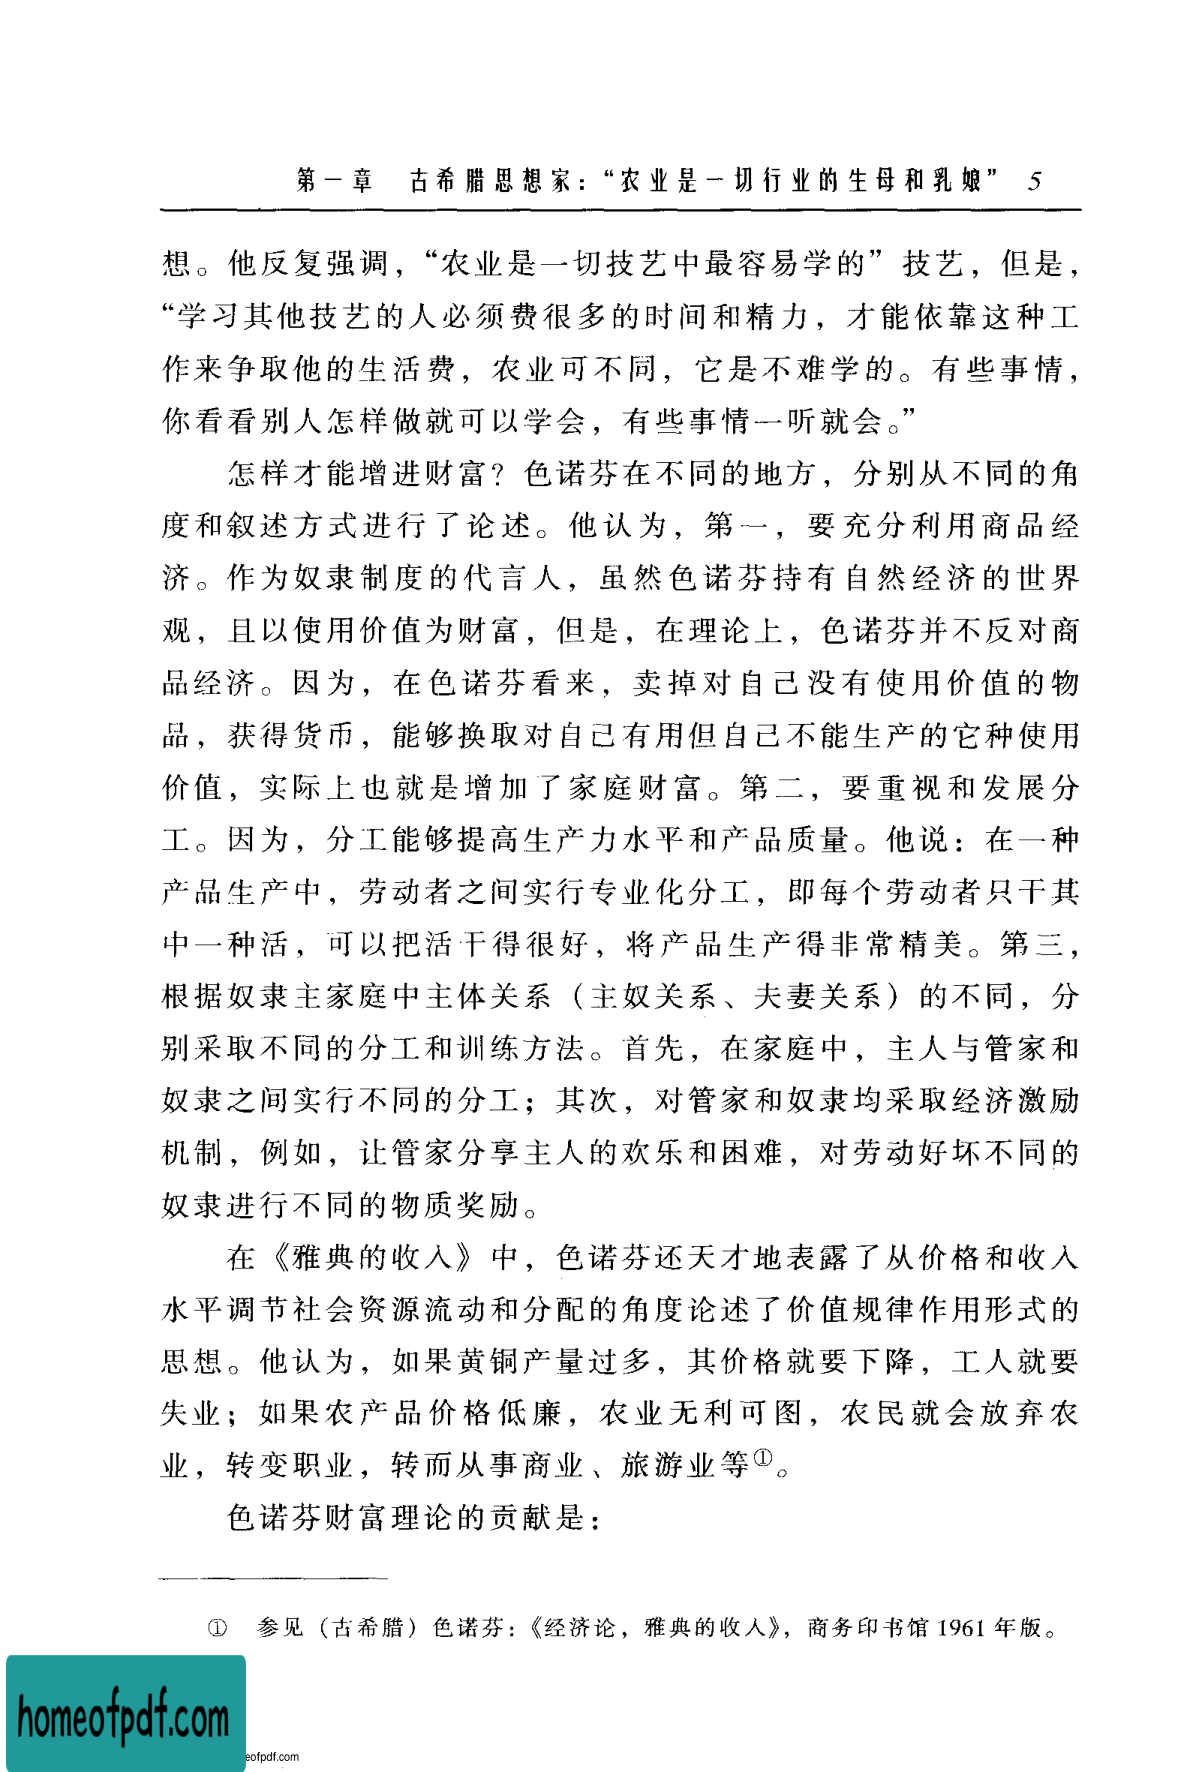 第一章 古希腊思想家：“农业是一切行业的生母和乳娘” 5
想。他反复强调，“农业是一切技艺中最容易学的”技艺，但是，
“学习其他技艺的人必须费很多的时间和精力，才能依靠这种工
作来争取他的生活费，农业可不同，它是不难学的。有些事情，
你看看别人怎样做就可以学会，有些事情一听就会。”
怎样才能增进财富？色诺芬在不同的地方，分别从不同的角
度和叙述方式进行了论述。他认为，第一，要充分利用商品经
济。作为奴隶制度的代言人，虽然色诺芬持有自然经济的世界
观，且以使用价值为财富，但是，在理论上，色诺芬并不反对商
品经济。因为，在色诺芬看来，卖掉对自己没有使用价值的物
品，获得货币，能够换取对自己有用但自己不能生产的它种使用
价值，实际上也就是增加了家庭财富。第二，要重视和发展分
工。因为，分工能够提高生产力水平和产品质量。他说：在一种
产品生产中，劳动者之间实行专业化分工，即每个劳动者只干其
中一种活，可以把活干得很好，将产品生产得非常精美。第三，
根据奴隶主家庭中主体关系（主奴关系、夫妻关系）的不同，分
别采取不同的分工和训练方法。首先，在家庭中，主人与管家和
奴隶之间实行不同的分工；其次，对管家和奴隶均采取经济激励
机制，例如，让管家分享主人的欢乐和困难，对劳动好坏不同的
奴隶进行不同的物质奖励。
在《雅典的收入》中，色诺芬还天才地表露了从价格和收入
水平调节社会资源流动和分配的角度论述了价值规律作用形式的
思想。他认为，如果黄铜产量过多，其价格就要下降，工人就要
失业；如果农产品价格低廉，农业无利可图，农民就会放弃农
业，转变职业，转而从事商业、旅游业等①。
色诺芬财富理论的贡献是：
① 参见（古希腊）色诺芬：《经济论，雅典的收入》，商务印书馆 1961 年版。
homeofpdf.com
eofpdf.com